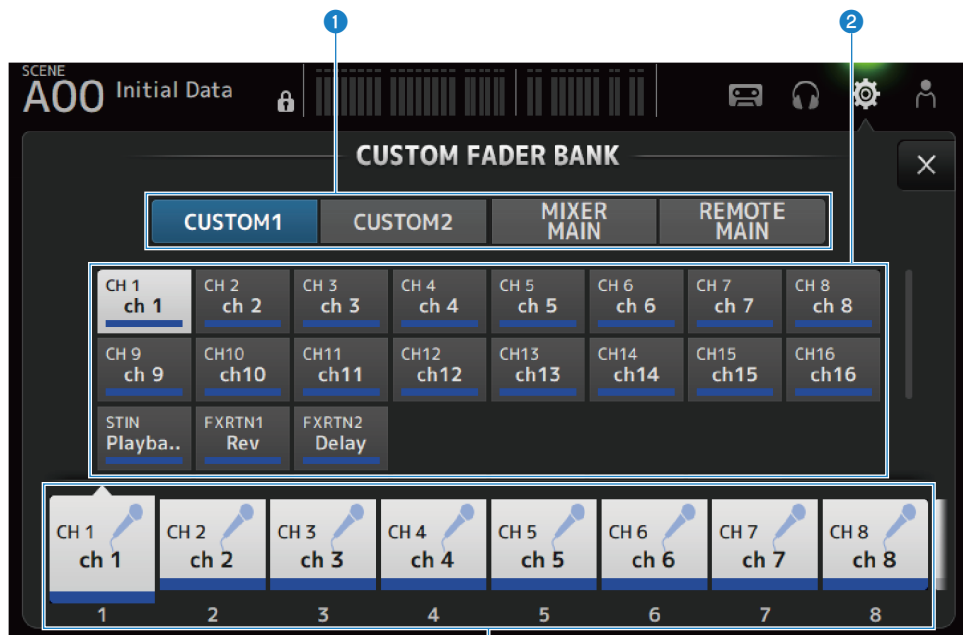 1
2
SCENE
A00 Initial Data
CUSTOM FADER BANK
CUSTOM1 CUSTOM2 MIXER MAIN REMOTE MAIN
CH 1 CH 2 CH 3 CH 4 CH 5 CH 6 CH 7 CH 8
ch 1 ch 2 ch 3 ch 4 ch 5 ch 6 ch 7 ch 8
CH 9 CH10 CH11 CH12 CH13 CH14 CH15 CH16
ch 9 ch10 ch11 ch12 ch13 ch14 ch15 ch16
STIN FXRTN1 FXRTN2
Playba.. Rev Delay
CH 1 CH 2 CH 3 CH 4 CH 5 CH 6 CH 7 CH 8
ch 1 ch 2 ch 3 ch 4 ch 5 ch 6 ch 7 ch 8
1 2 3 4 5 6 7 8